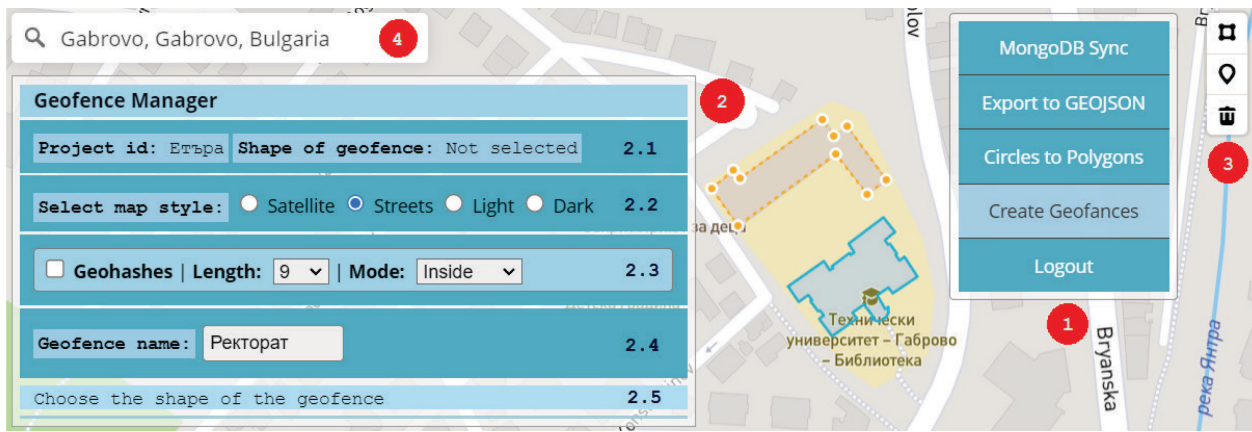 Gabrovo, Gabrovo, Bulgaria
4
Geofence Manager
2
Project id: Етъра Shape of geofence: Not selected 2.1
Select map style: Satellite Streets Light Dark 2.2
Geohashes | Length: 9 | Mode: Inside 2.3
Geofence name: Ректорат 2.4
Choose the shape of the geofence 2.5
за деца
Технически
университет – Габрово
– Библиотека
MongoDB Sync
Export to GEOJSON
Circles to Polygons
Create Geofances
Logout
1
3
Bryanska
река Янтра